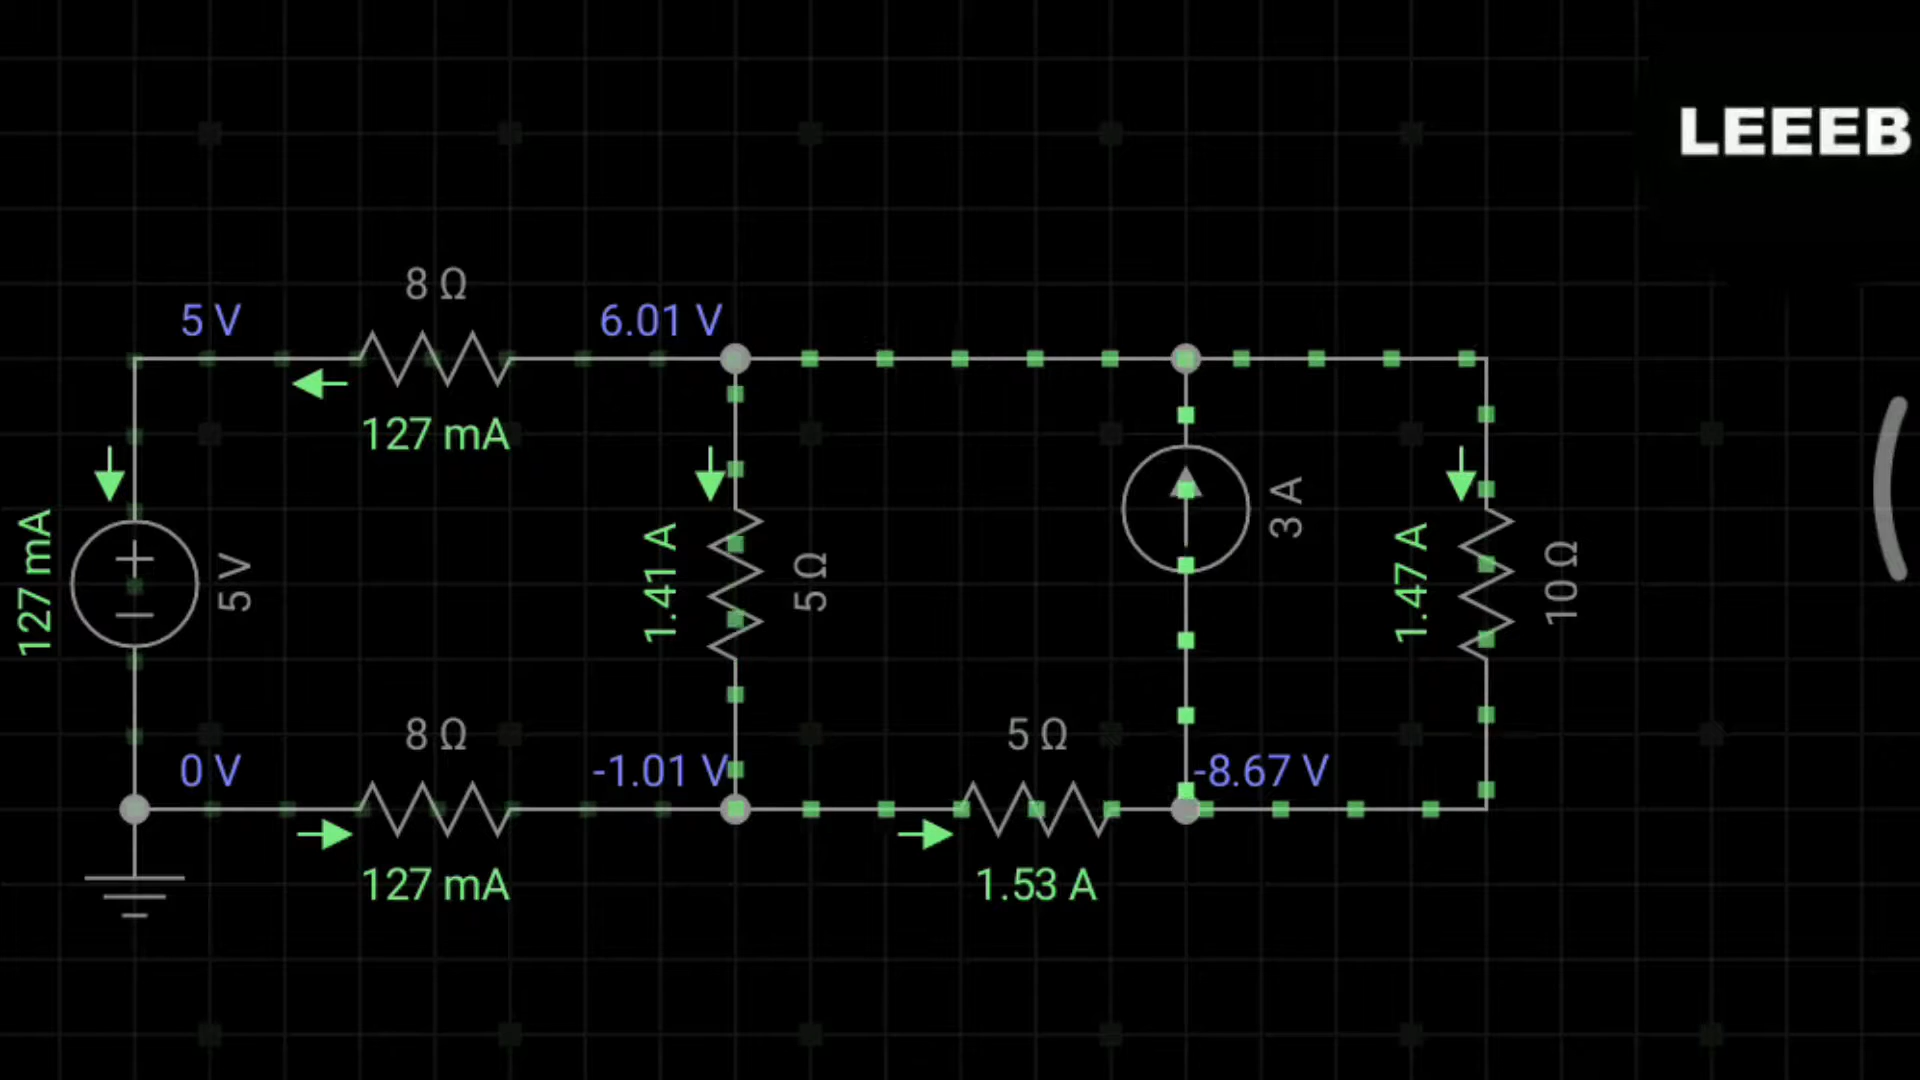 LEEEB
8 Ω
5 V
6.01 V
127 mA
127 mA
5 V
1.41 A
5 Ω
3 A
1.47 A
10 Ω
8 Ω
5 Ω
0 V
-1.01 V
-8.67 V
127 mA
1.53 A